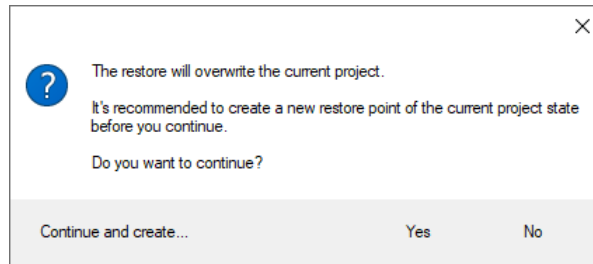 The restore will overwrite the current project.
It's recommended to create a new restore point of the current project state
before you continue.
Do you want to continue?
Continue and create...
Yes
No